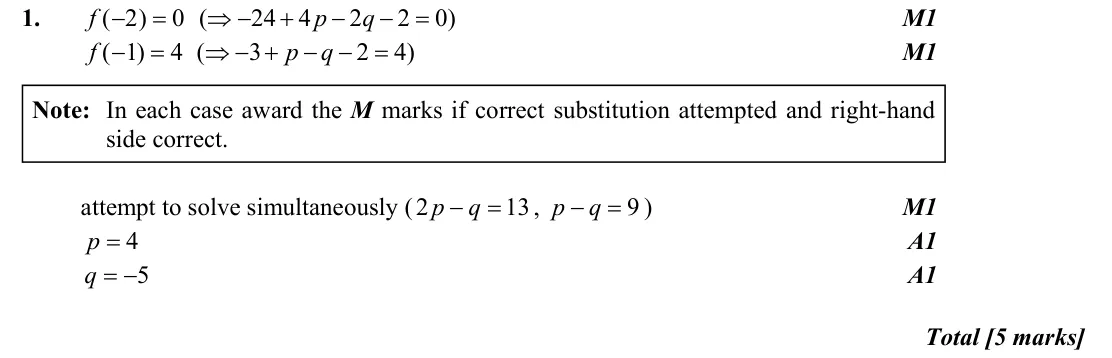 1. f(−2) = 0 (⇒ −24 + 4p − 2q − 2 = 0) M1
f(−1) = 4 (⇒ −3 + p − q − 2 = 4) M1
Note: In each case award the M marks if correct substitution attempted and right-hand
side correct.
attempt to solve simultaneously (2p − q = 13, p − q = 9) M1
p = 4 A1
q = −5 A1
Total [5 marks]